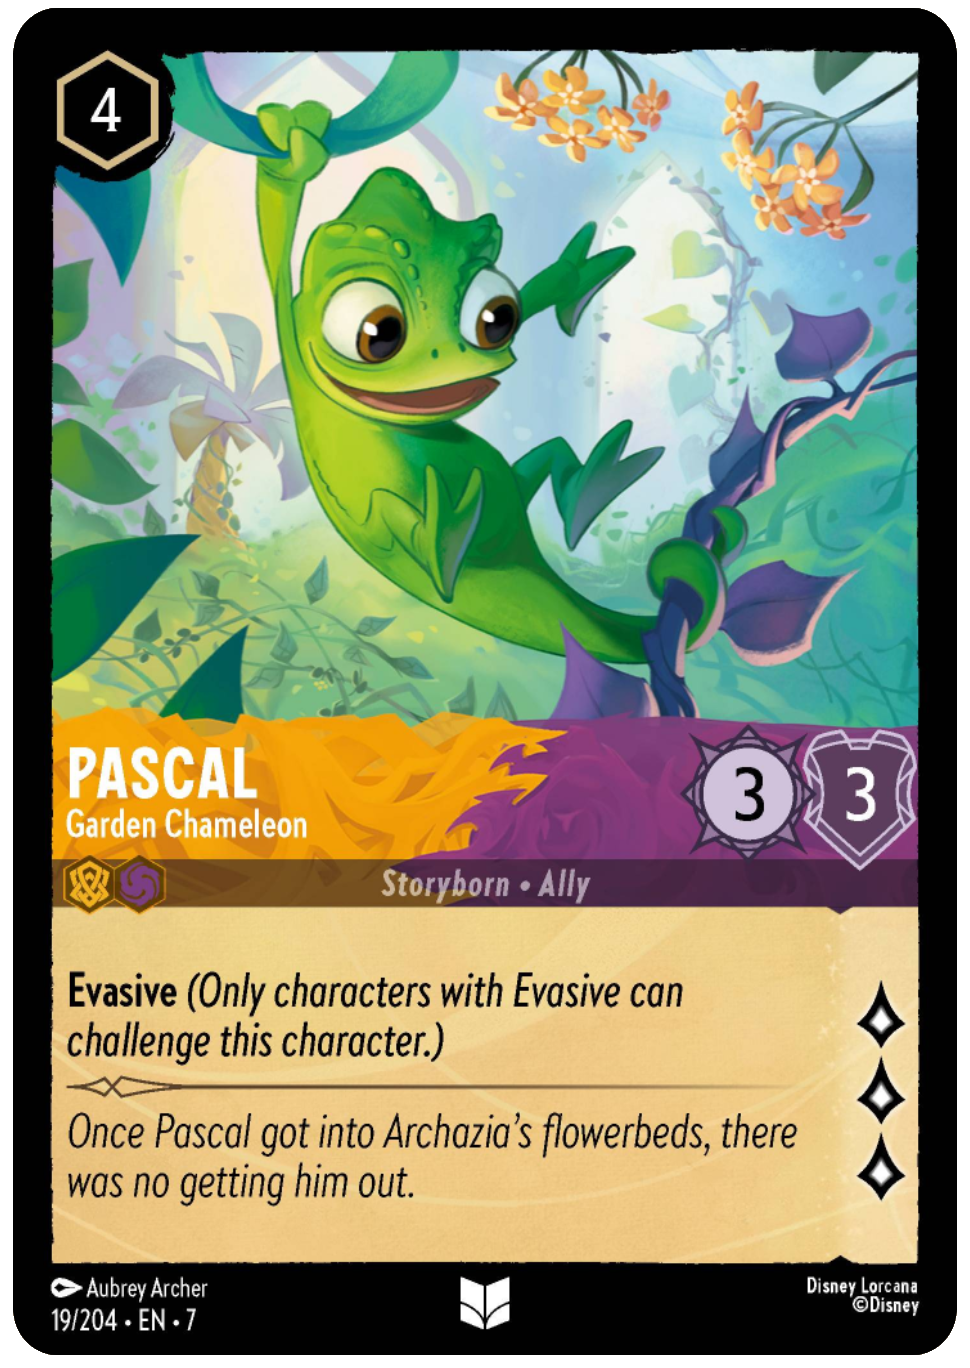 4
PASCAL
Garden Chameleon
3
3
Storyborn • Ally
Evasive (Only characters with Evasive can
challenge this character.)
Once Pascal got into Archazia's flowerbeds, there
was no getting him out.
Aubrey Archer
19/204 • EN • 7
Disney Lorcana
©Disney